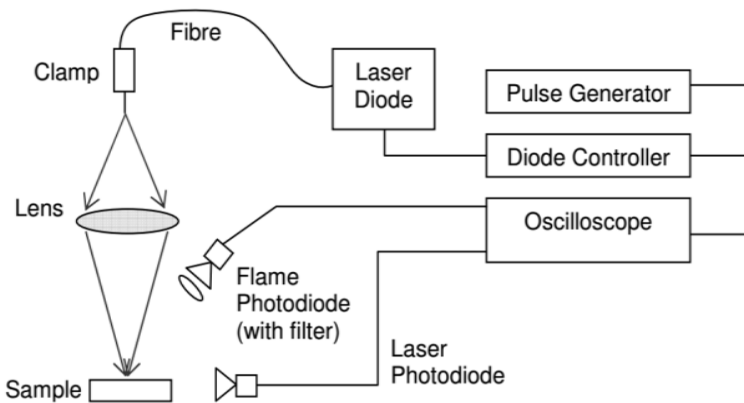 Fibre
Clamp
Laser
Diode
Pulse Generator
Diode Controller
Lens
Oscilloscope
Flame
Photodiode
(with filter)
Laser
Photodiode
Sample